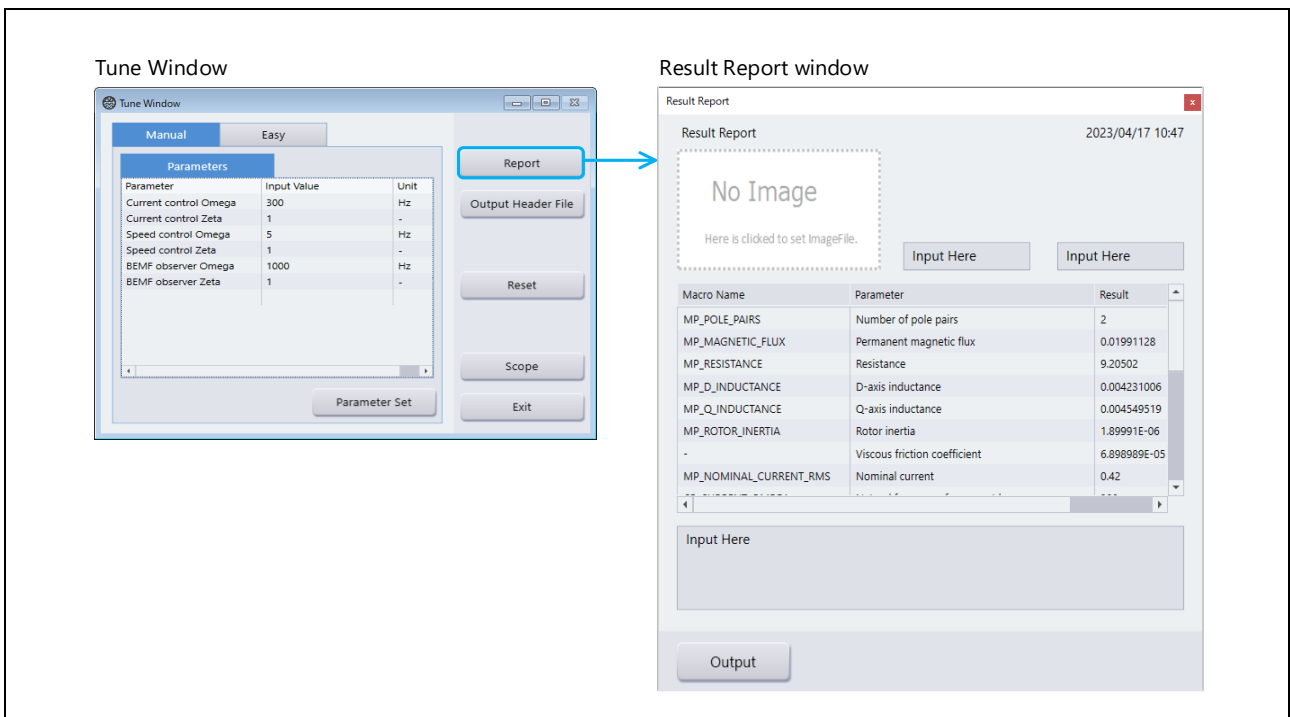 Tune Window
Tune Window
Manual Easy
Parameters
Parameter Input Value Unit
Current control Omega 300 Hz
Current control Zeta 1 -
Speed control Omega 5 Hz
Speed control Zeta 1 -
BEMF observer Omega 1000 Hz
BEMF observer Zeta 1 -
Parameter Set
Report
Output Header File
Reset
Scope
Exit
Result Report window
Result Report
x
Result Report 2023/04/17 10:47
No Image
Here is clicked to set ImageFile.
Input Here Input Here
Macro Name Parameter Result
MP_POLE_PAIRS Number of pole pairs 2
MP_MAGNETIC_FLUX Permanent magnetic flux 0.01991128
MP_RESISTANCE Resistance 9.20502
MP_D_INDUCTANCE D-axis inductance 0.004231006
MP_Q_INDUCTANCE Q-axis inductance 0.004549519
MP_ROTOR_INERTIA Rotor inertia 1.89991E-06
- Viscous friction coefficient 6.898989E-05
MP_NOMINAL_CURRENT_RMS Nominal current 0.42
Input Here
Output